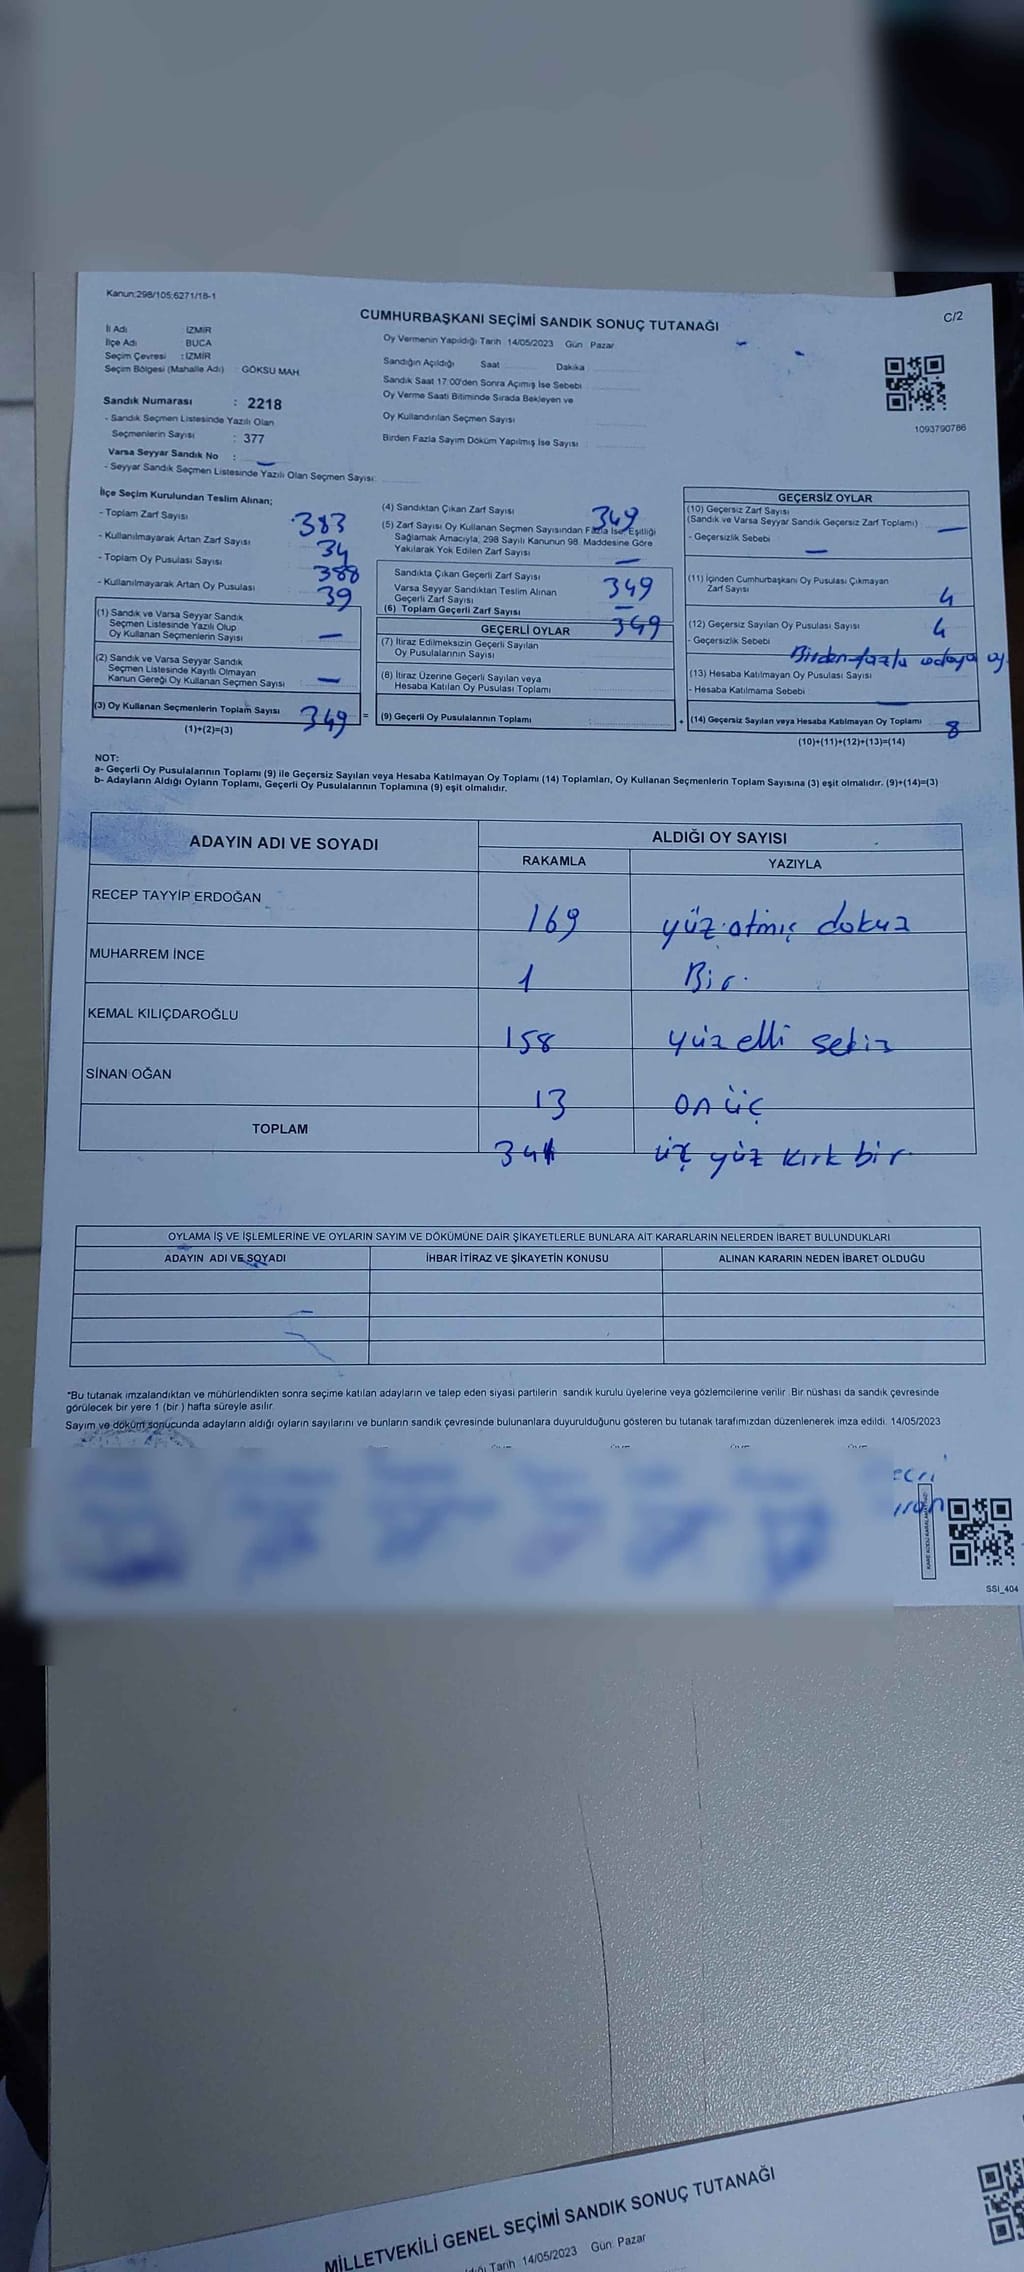 Kanun:298/105;6271/18-1
C/2
CUMHURBAŞKANI SEÇİMİ SANDIK SONUÇ TUTANAĞI
İl Adı : İZMİR
İlçe Adı : BUCA
Seçim Çevresi : İZMİR
Seçim Bölgesi (Mahalle Adı) GÖKSU MAH.
Sandık Numarası : 2218
- Sandık Seçmen Listesinde Yazılı Olan
Seçmenlerin Sayısı : 377
Varsa Seyyar Sandık No : —
- Seyyar Sandık Seçmen Listesinde Yazılı Olan Seçmen Sayısı:
Oy Vermenin Yapıldığı Tarih 14/05/2023 Gün : Pazar
Sandığın Açıldığı Saat Dakika
Sandık Saat 17:00'den Sonra Açımış İse Sebebi
Oy Verme Saati Bitiminde Sırada Bekleyen ve
Oy Kullandırılan Seçmen Sayısı
Birden Fazla Sayım Döküm Yapılmış İse Sayısı :
1093790786
İlçe Seçim Kurulundan Teslim Alınan;
- Toplam Zarf Sayısı 383
- Kullanılmayarak Artan Zarf Sayısı 34
- Toplam Oy Pusulası Sayısı 388
- Kullanılmayarak Artan Oy Pusulası 39
(1) Sandık ve Varsa Seyyar Sandık
Seçmen Listesinde Yazılı Olup
Oy Kullanan Seçmenlerin Sayısı —
(2) Sandık ve Varsa Seyyar Sandık
Seçmen Listesinde Kayıtlı Olmayan
Kanun Gereği Oy Kullanan Seçmen Sayısı —
(3) Oy Kullanan Seçmenlerin Toplam Sayısı 349 =
(1)+(2)=(3)
(4) Sandıktan Çıkan Zarf Sayısı 349
(5) Zarf Sayısı Oy Kullanan Seçmen Sayısından Fazla İse, Eşitliği
Sağlamak Amacıyla, 298 Sayılı Kanunun 98. Maddesine Göre
Yakılarak Yok Edilen Zarf Sayısı —
Sandıkta Çıkan Geçerli Zarf Sayısı 349
Varsa Seyyar Sandıktan Teslim Alınan
Geçerli Zarf Sayısı —
(6) Toplam Geçerli Zarf Sayısı 349
GEÇERLİ OYLAR
(7) İtiraz Edilmeksizin Geçerli Sayılan
Oy Pusulalarının Sayısı
(8) İtiraz Üzerine Geçerli Sayılan veya
Hesaba Katılan Oy Pusulası Toplamı
(9) Geçerli Oy Pusulalarının Toplamı : +
GEÇERSİZ OYLAR
(10) Geçersiz Zarf Sayısı
(Sandık ve Varsa Seyyar Sandık Geçersiz Zarf Toplamı) —
- Geçersizlik Sebebi
—
(11) İçinden Cumhurbaşkanı Oy Pusulası Çıkmayan
Zarf Sayısı 4
(12) Geçersiz Sayılan Oy Pusulası Sayısı 4
- Geçersizlik Sebebi Birden fazla adaya oy
(13) Hesaba Katılmayan Oy Pusulası Sayısı
- Hesaba Katılmama Sebebi —
(14) Geçersiz Sayılan veya Hesaba Katılmayan Oy Toplamı 8
(10)+(11)+(12)+(13)=(14)
NOT:
a- Geçerli Oy Pusulalarının Toplamı (9) ile Geçersiz Sayılan veya Hesaba Katılmayan Oy Toplamı (14) Toplamları, Oy Kullanan Seçmenlerin Toplam Sayısına (3) eşit olmalıdır. (9)+(14)=(3)
b- Adayların Aldığı Oyların Toplamı, Geçerli Oy Pusulalarının Toplamına (9) eşit olmalıdır.
ADAYIN ADI VE SOYADI ALDIĞI OY SAYISI
RAKAMLA YAZIYLA
RECEP TAYYİP ERDOĞAN 169 yüz atmış dokuz
MUHARREM İNCE 1 Bir.
KEMAL KILIÇDAROĞLU 158 yüz elli sekiz
SİNAN OĞAN 13 on üç
TOPLAM 341 üç yüz kırk bir
OYLAMA İŞ VE İŞLEMLERİNE VE OYLARIN SAYIM VE DÖKÜMÜNE DAİR ŞİKAYETLERLE BUNLARA AİT KARARLARIN NELERDEN İBARET BULUNDUKLARI
ADAYIN ADI VE SOYADI İHBAR İTİRAZ VE ŞİKAYETİN KONUSU ALINAN KARARIN NEDEN İBARET OLDUĞU
*Bu tutanak imzalandıktan ve mühürlendikten sonra seçime katılan adayların ve talep eden siyasi partilerin sandık kurulu üyelerine veya gözlemcilerine verilir. Bir nüshası da sandık çevresinde
görülecek bir yere 1 (bir ) hafta süreyle asılır.
Sayım ve döküm sonucunda adayların aldığı oyların sayılarını ve bunların sandık çevresinde bulunanlara duyurulduğunu gösteren bu tutanak tarafımızdan düzenlenerek imza edildi. 14/05/2023
SSI_404
MİLLETVEKİLİ GENEL SEÇİMİ SANDIK SONUÇ TUTANAĞI
Tarih 14/05/2023 Gün: Pazar